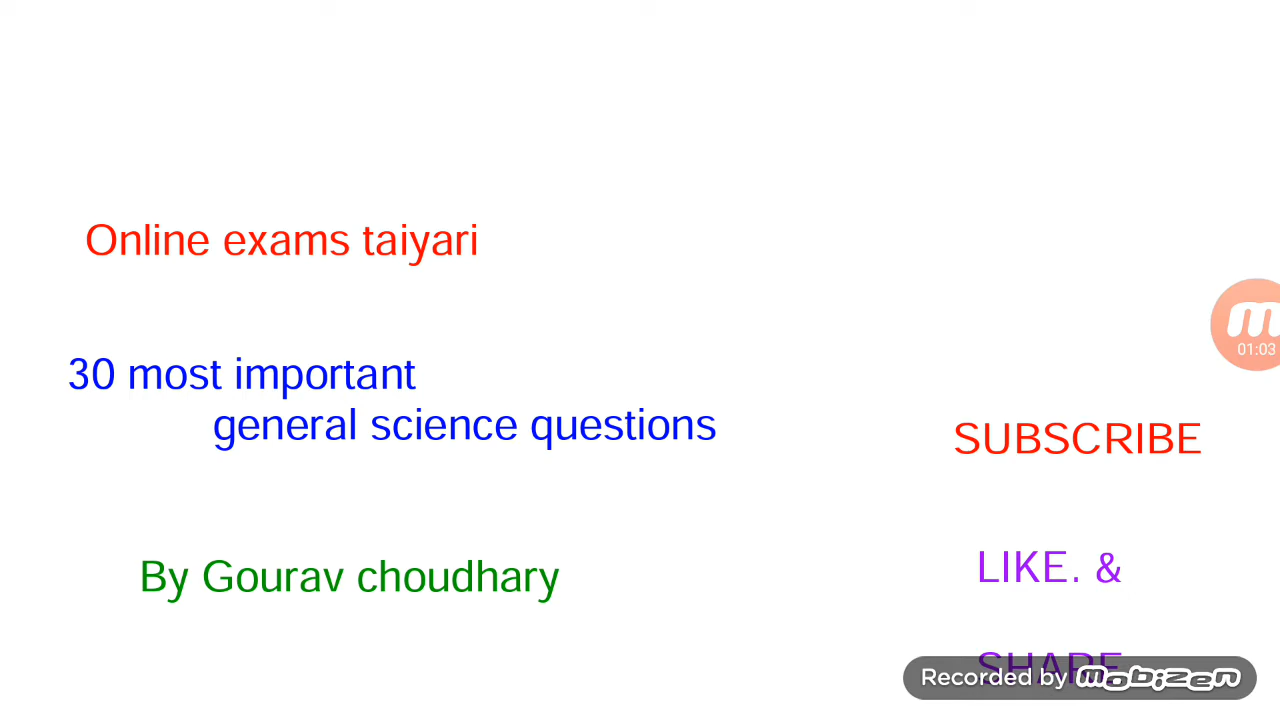 Online exams taiyari
30 most important
general science questions
By Gourav choudhary
SUBSCRIBE
LIKE. &
SHARE
01:03
Recorded by mobizen